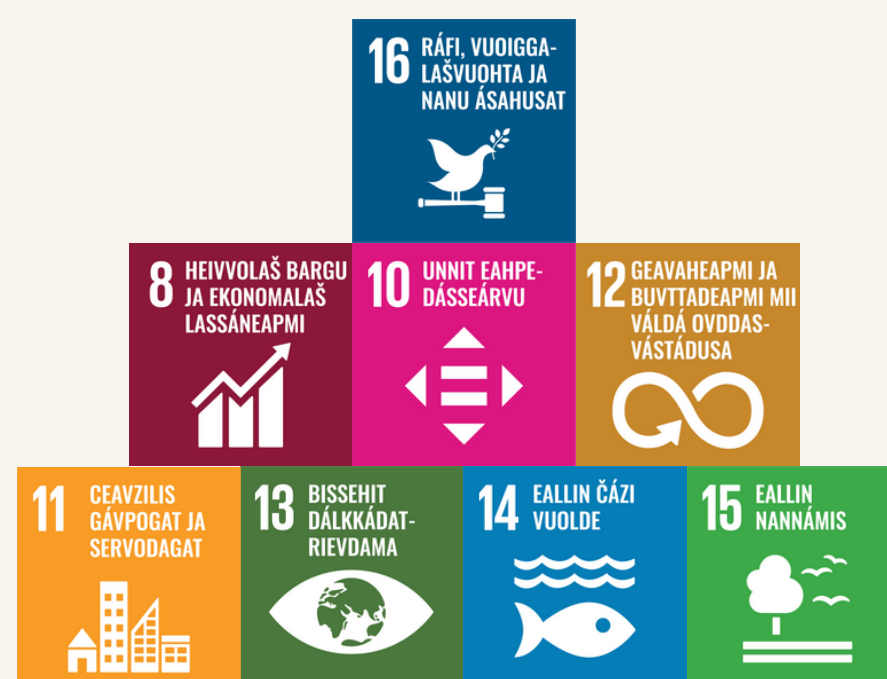 16
RÁFI, VUOIGGA-
LAŠVUOHTA JA
NANU ÁSAHUSAT
8
HEIVVOLAŠ BARGU
JA EKONOMALAŠ
LASSÁNEAPMI
10
UNNIT EAHPE-
DÁSSEÁRVU
12
GEAVAHEAPMI JA
BUVTTADEAPMI MII
VÁLDÁ OVDDAS-
VÁSTÁDUSA
11
CEAVZILIS
GÁVPOGAT JA
SERVODAGAT
13
BISSEHIT
DÁLKKÁDAT-
RIEVDAMA
14
EALLIN ČÁZI
VUOLDE
15
EALLIN
NANNÁMIS